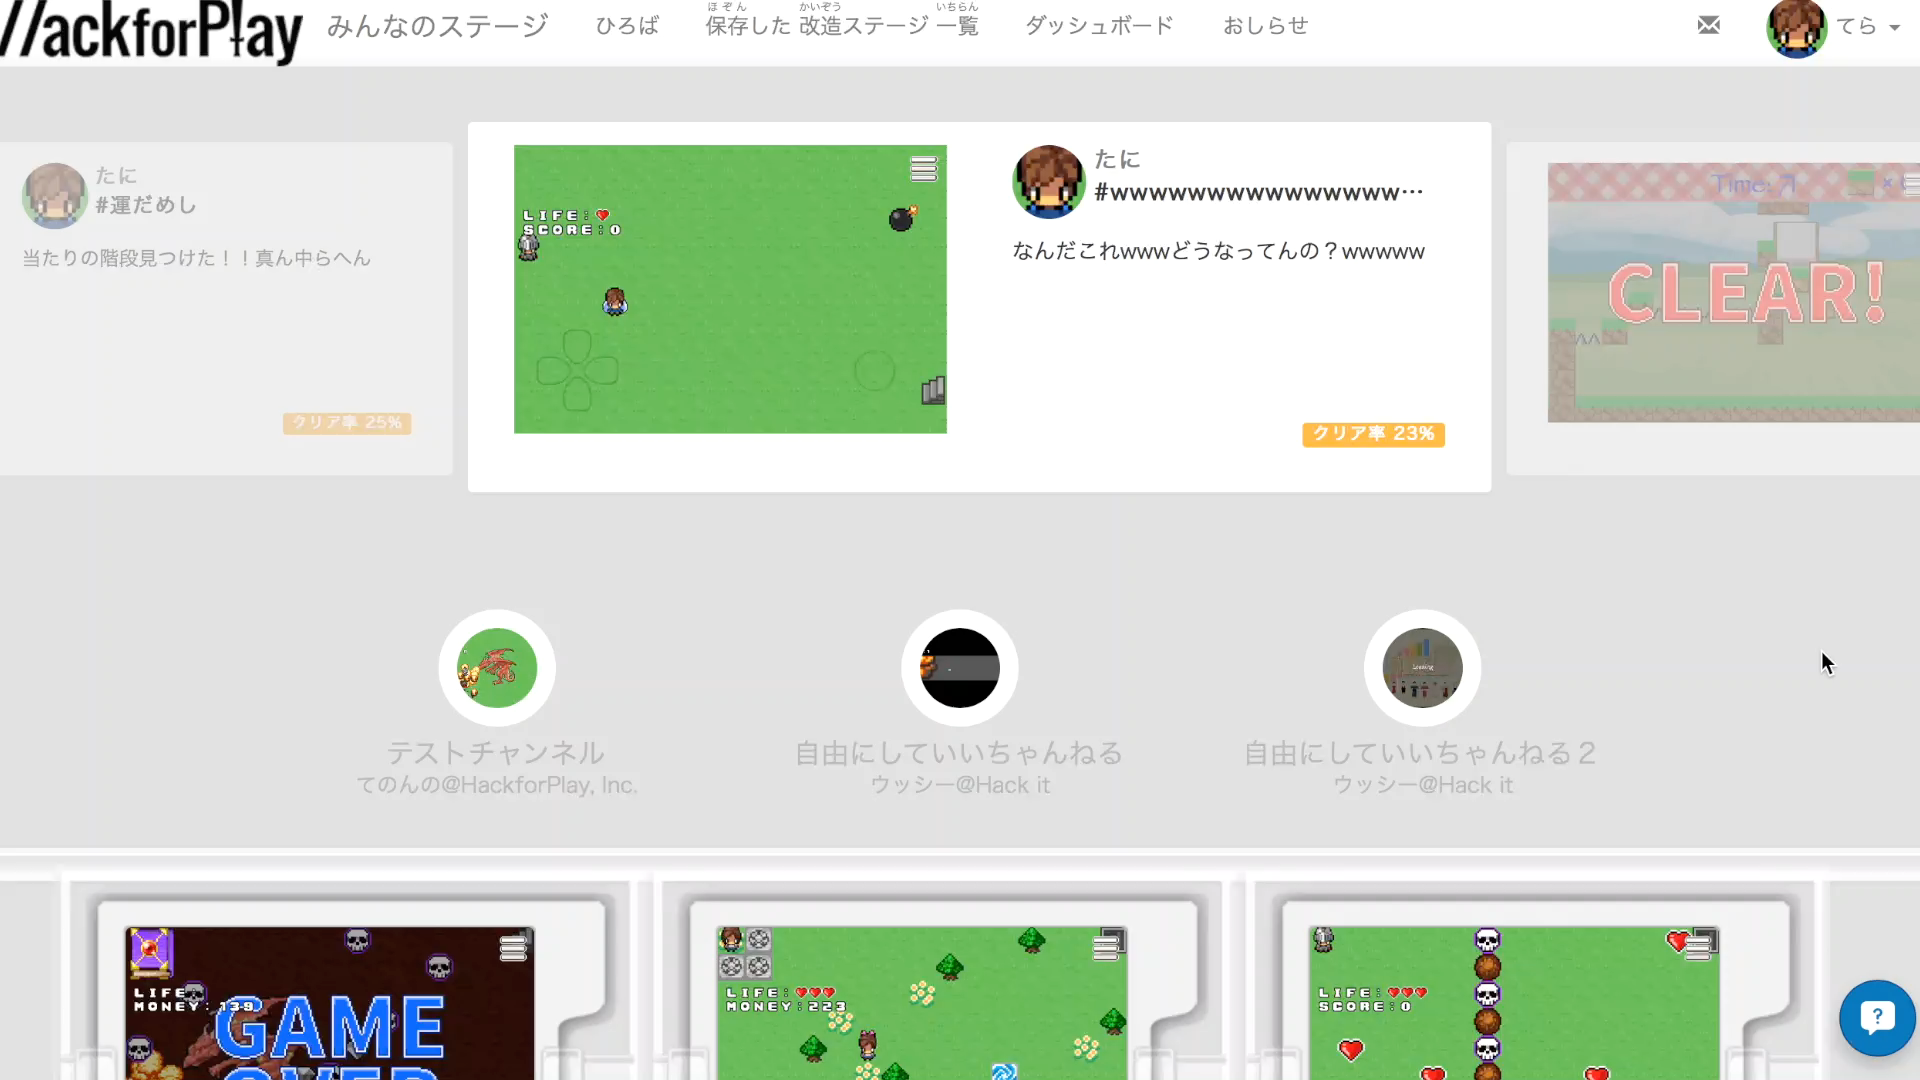 //ackforPlay
みんなのステージ
ひろば
ほぞん かいぞう いちらん
保存した 改造ステージ 一覧
ダッシュボード
おしらせ
てら
たに
#運だめし
当たりの階段見つけた！！真ん中らへん
クリア率 25%
LIFE:
SCORE:0
たに
#wwwwwwwwwwwwwww…
なんだこれwwwどうなってんの？wwwww
クリア率 23%
Time: 7
CLEAR!
テストチャンネル
てのんの@HackforPlay, Inc.
自由にしていいちゃんねる
ウッシー@Hack it
Loading
自由にしていいちゃんねる２
ウッシー@Hack it
LIFE
MONEY:139
GAME
OVER
LIFE:
MONEY:223
LIFE:
SCORE:0